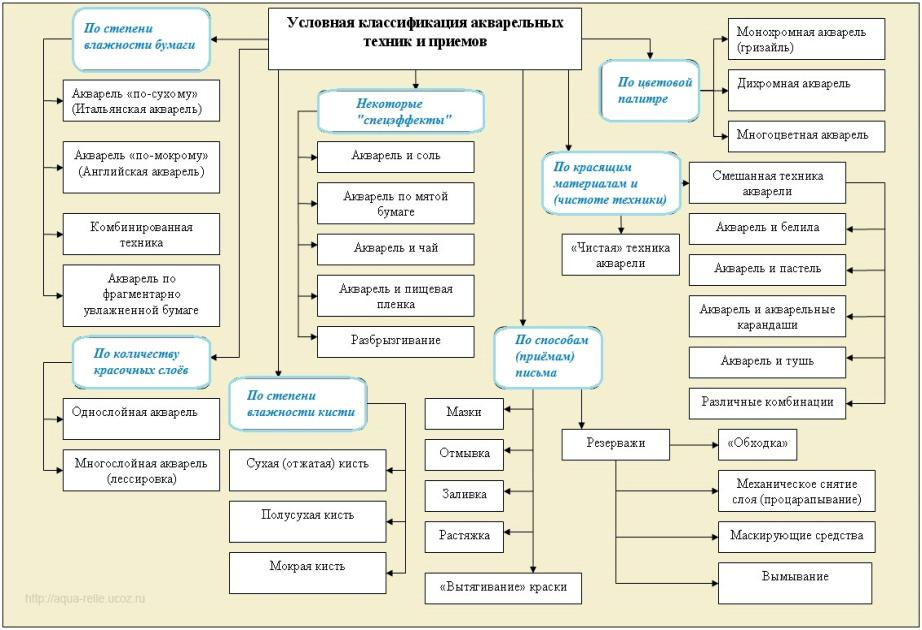 Условная классификация акварельных
техник и приемов
По степени
влажности бумаги
Акварель «по-сухому»
(Итальянская акварель)
Акварель «по-мокрому»
(Английская акварель)
Комбинированная
техника
Акварель по
фрагментарно
увлажненной бумаге
По количеству
красочных слоёв
Однослойная акварель
Многослойная акварель
(лессировка)
По степени
влажности кисти
Сухая (отжатая) кисть
Полусухая кисть
Мокрая кисть
Некоторые
"спецэффекты"
Акварель и соль
Акварель по мятой
бумаге
Акварель и чай
Акварель и пищевая
пленка
Разбрызгивание
По способам
(приёмам)
письма
Мазки
Отмывка
Заливка
Растяжка
«Вытягивание» краски
Резерважи
«Обходка»
Механическое снятие
слоя (процарапывание)
Маскирующие средства
Вымывание
По красящим
материалам и
(чистоте техники)
«Чистая» техника
акварели
Смешанная техника
акварели
Акварель и белила
Акварель и пастель
Акварель и акварельные
карандаши
Акварель и тушь
Различные комбинации
По цветовой
палитре
Монохромная акварель
(гризайль)
Дихромная акварель
Многоцветная акварель
http://aqua-relle.ucoz.ru